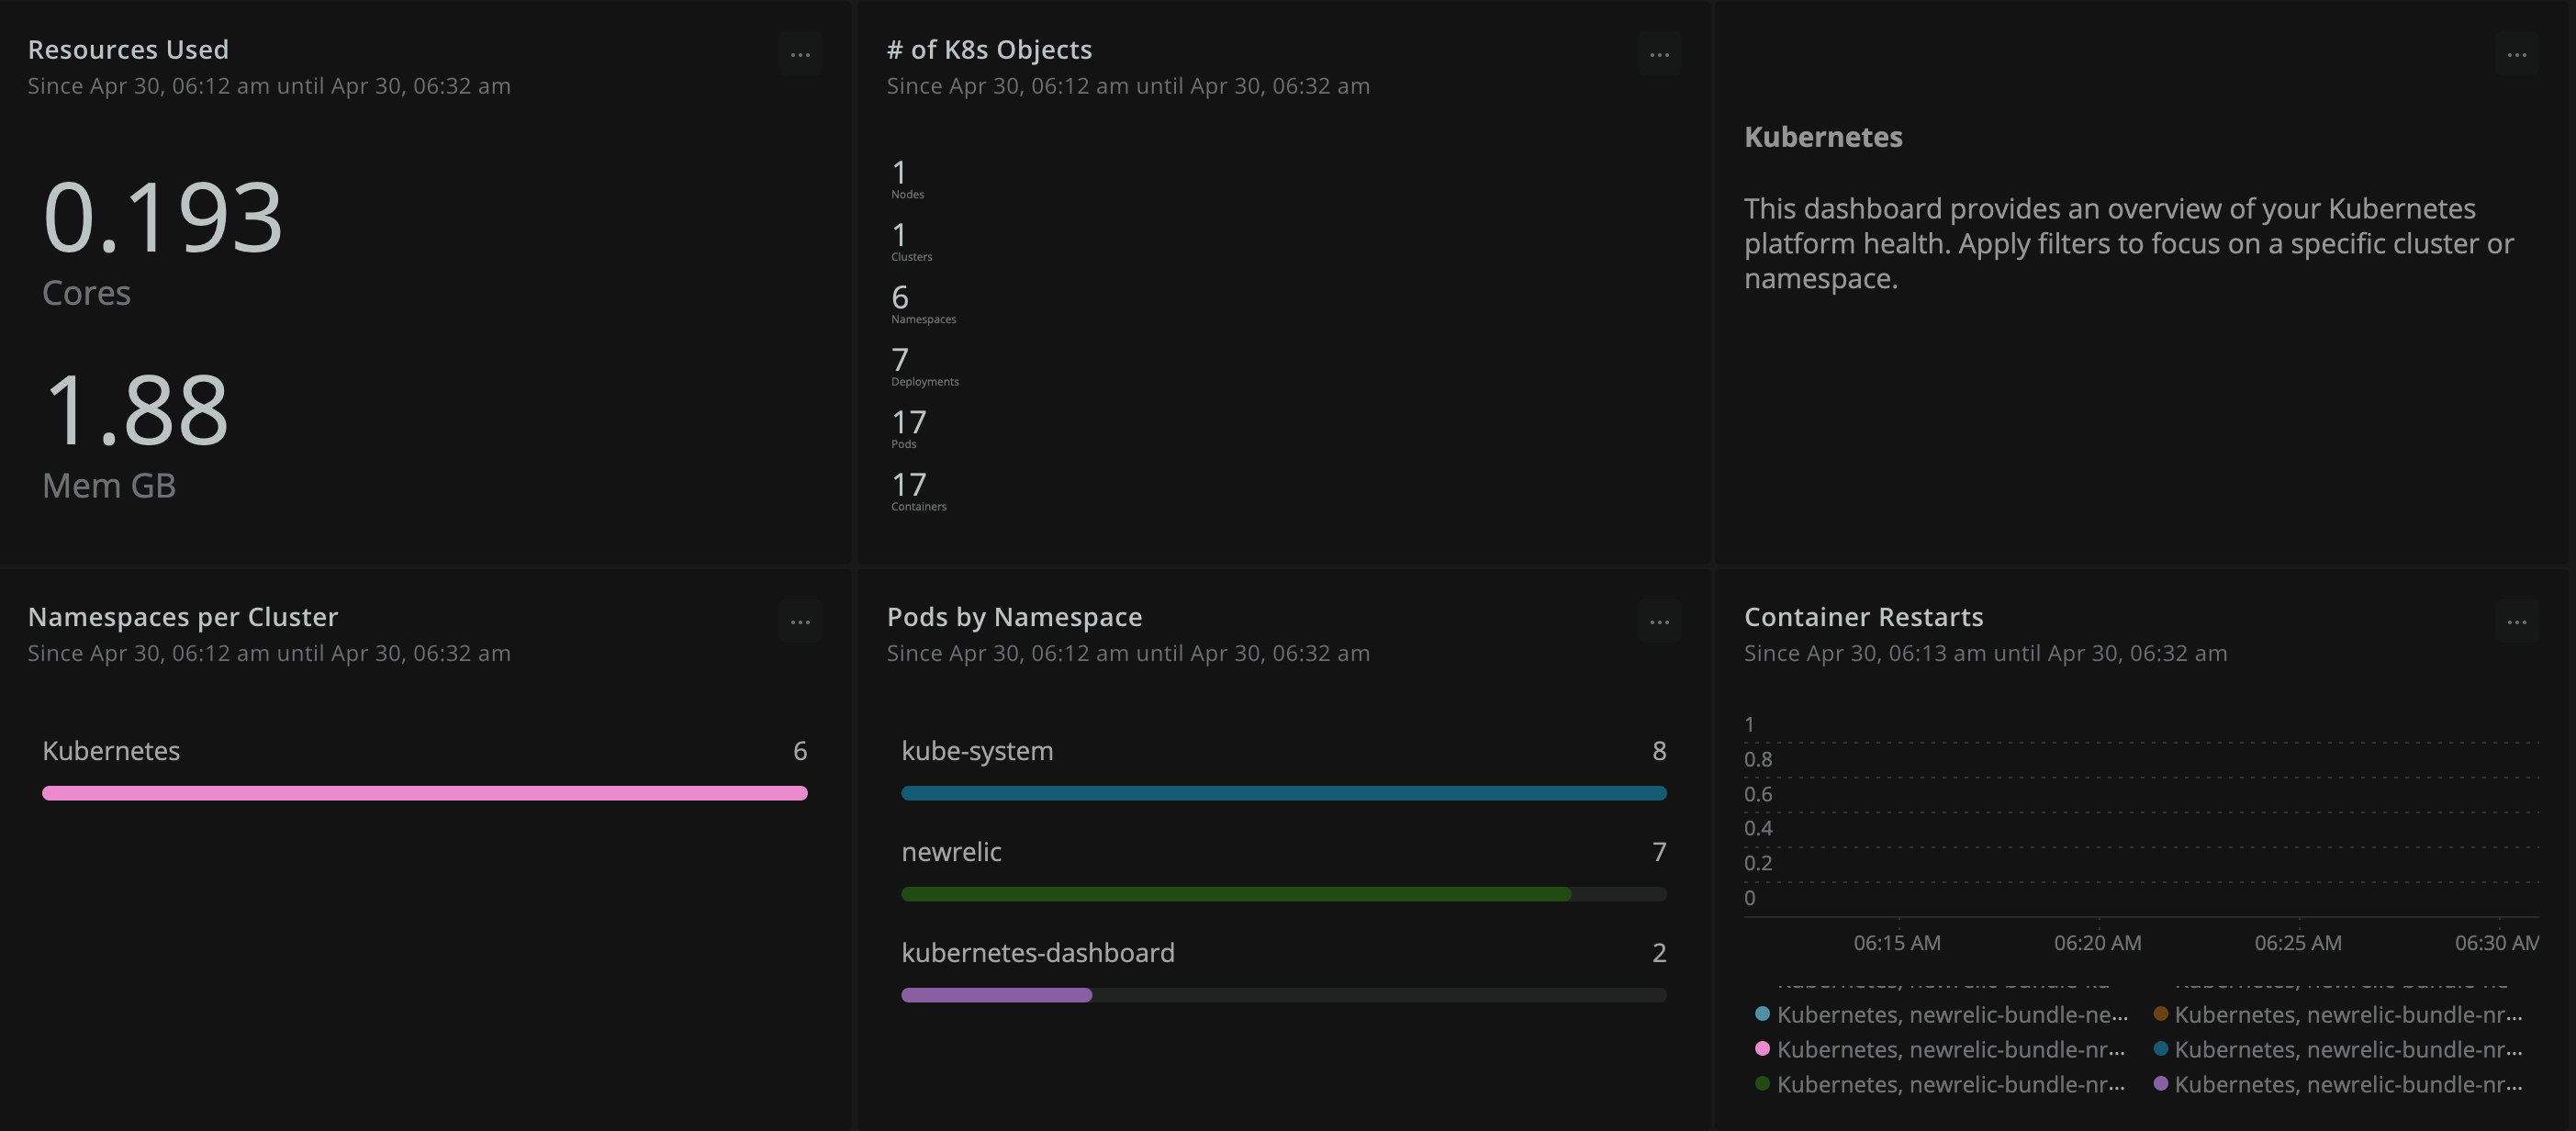 Resources Used
Since Apr 30, 06:12 am until Apr 30, 06:32 am
0.193
Cores
1.88
Mem GB
# of K8s Objects
Since Apr 30, 06:12 am until Apr 30, 06:32 am
1
Nodes
1
Clusters
6
Namespaces
7
Deployments
17
Pods
17
Containers
Kubernetes
This dashboard provides an overview of your Kubernetes
platform health. Apply filters to focus on a specific cluster or
namespace.
Namespaces per Cluster
Since Apr 30, 06:12 am until Apr 30, 06:32 am
Kubernetes 6
Pods by Namespace
Since Apr 30, 06:12 am until Apr 30, 06:32 am
kube-system 8
newrelic 7
kubernetes-dashboard 2
Container Restarts
Since Apr 30, 06:13 am until Apr 30, 06:32 am
1
0.8
0.6
0.4
0.2
0
06:15 AM 06:20 AM 06:25 AM 06:30 AM
Kubernetes, newrelic-bundle-ne... Kubernetes, newrelic-bundle-nr...
Kubernetes, newrelic-bundle-nr... Kubernetes, newrelic-bundle-nr...
Kubernetes, newrelic-bundle-nr... Kubernetes, newrelic-bundle-nr...